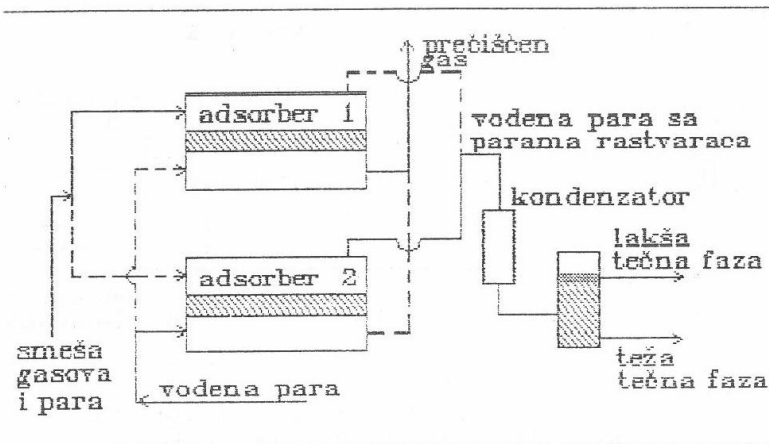 prečišćen
gas
adsorber 1
vodena para sa
parama rastvaraca
kondenzator
lakša
tečna faza
adsorber 2
smeša
gasova
i para
vodena para
teža
tečna faza